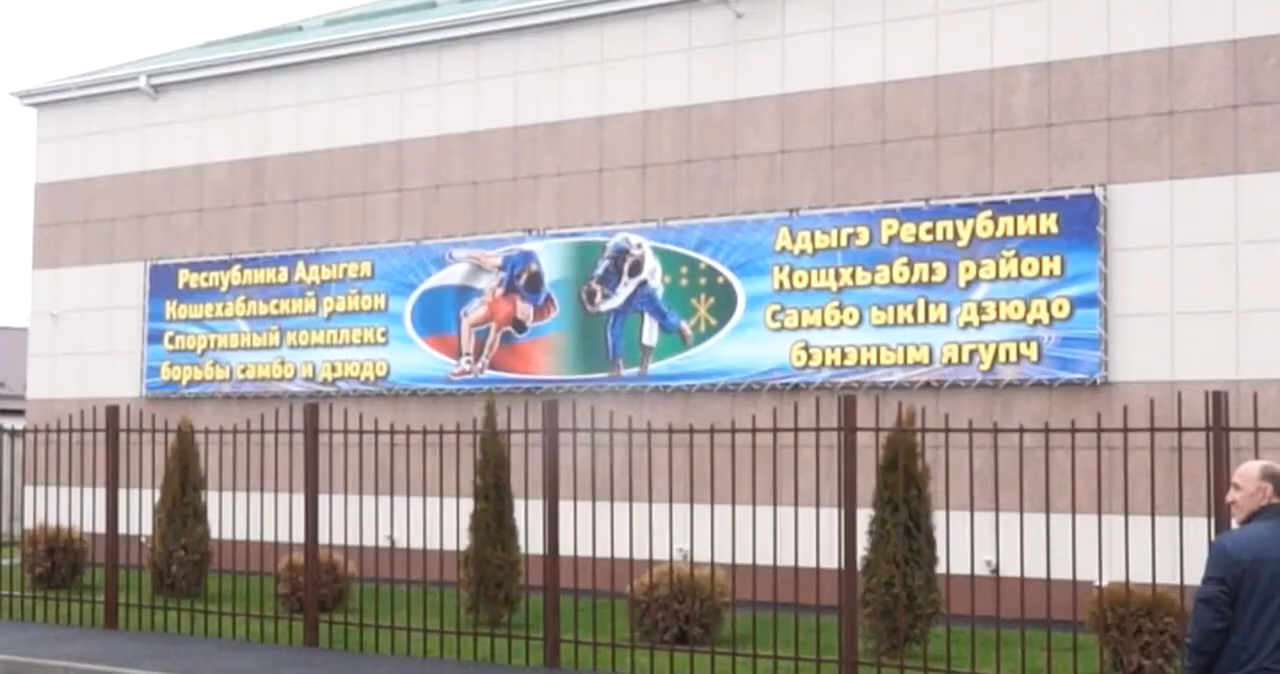 Республика Адыгея
Кошехабльский район
Спортивный комплекс
борьбы самбо и дзюдо
Адыгэ Республик
Кощхьаблэ район
Самбо ыкIи дзюдо
бэнэным ягупч